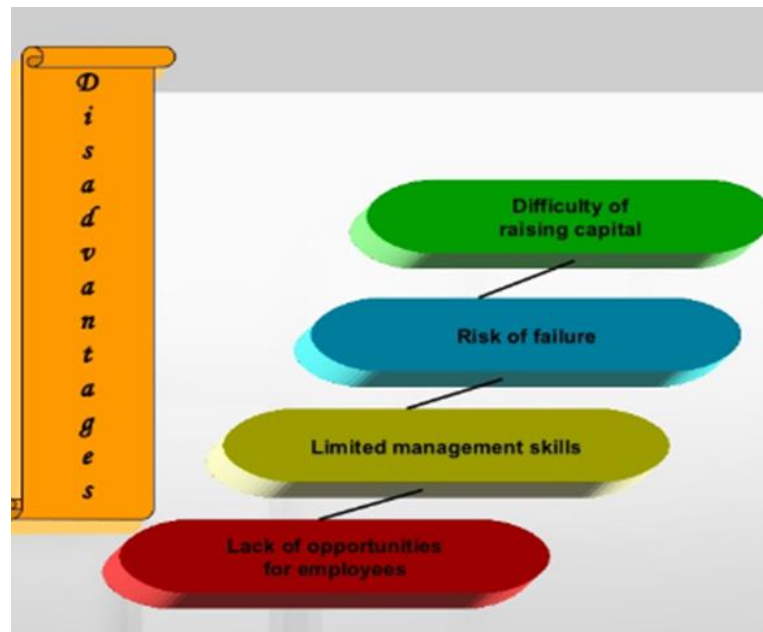 Disadvantages
Difficulty of
raising capital
Risk of failure
Limited management skills
Lack of opportunities
for employees